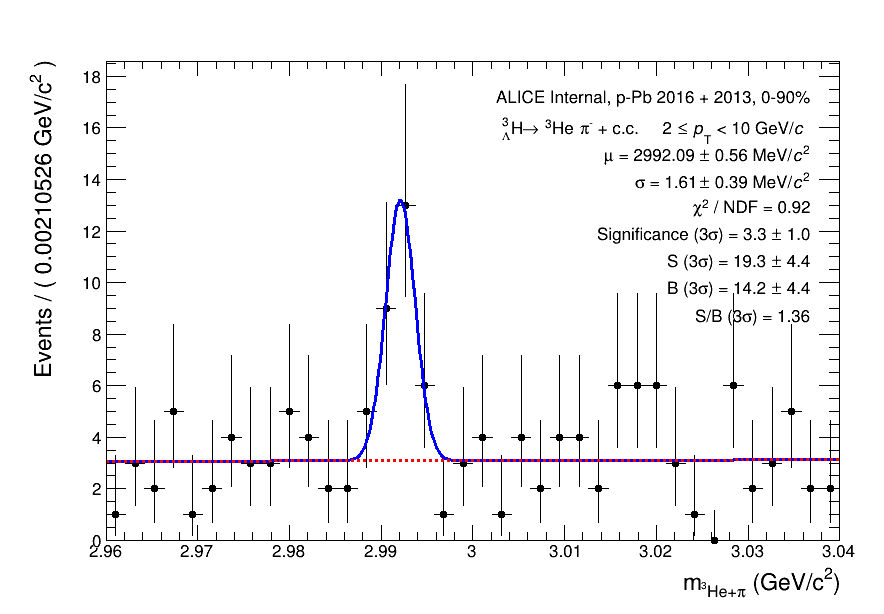 ALICE Internal, p-Pb 2016 + 2013, 0-90%
³ΛH→ ³He π⁻ + c.c. 2 ≤ pT < 10 GeV/c
μ = 2992.09 ± 0.56 MeV/c²
σ = 1.61 ± 0.39 MeV/c²
χ² / NDF = 0.92
Significance (3σ) = 3.3 ± 1.0
S (3σ) = 19.3 ± 4.4
B (3σ) = 14.2 ± 4.4
S/B (3σ) = 1.36
Events / ( 0.00210526 GeV/c² )
18
16
14
12
10
8
6
4
2
0
2.96 2.97 2.98 2.99 3 3.01 3.02 3.03 3.04
m³He+π (GeV/c²)